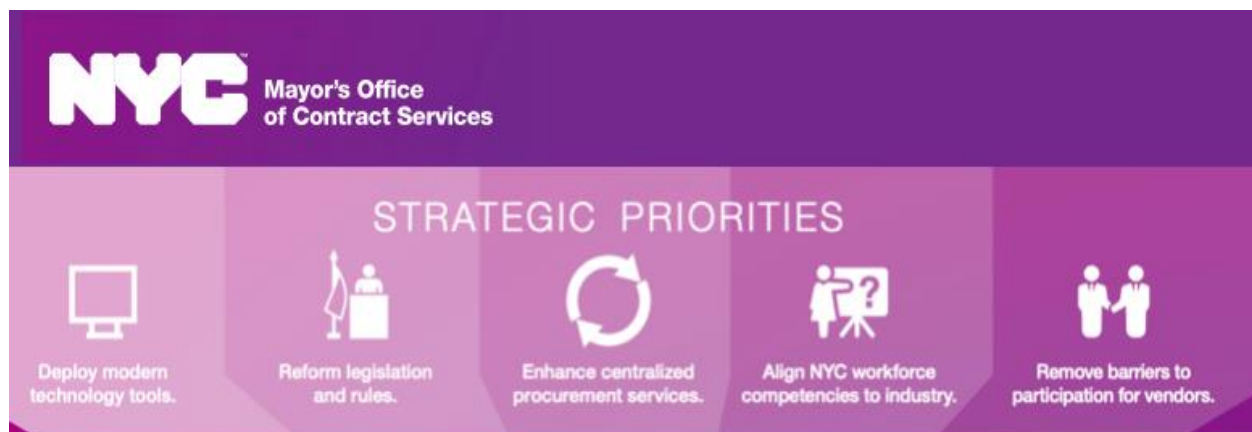 NYC™
Mayor's Office
of Contract Services
STRATEGIC PRIORITIES
?
Deploy modern
technology tools.
Reform legislation
and rules.
Enhance centralized
procurement services.
Align NYC workforce
competencies to industry.
Remove barriers to
participation for vendors.